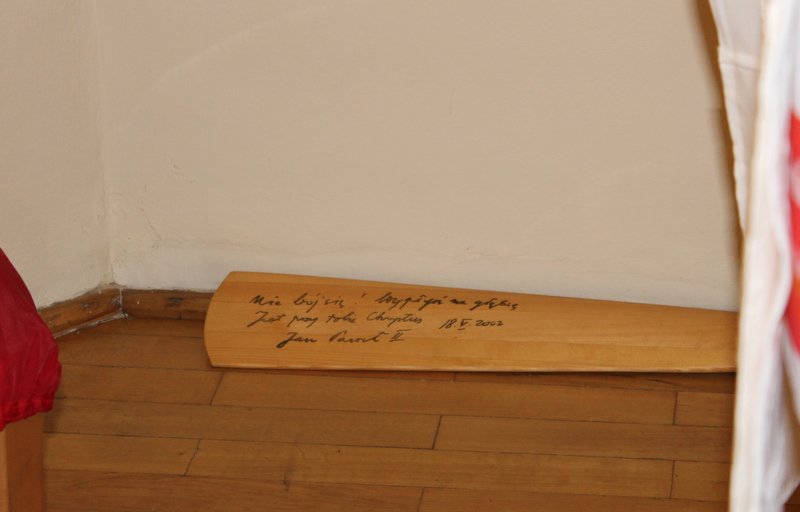 Nie bój się! Wypłyń na głębię
Jest przy tobie Chrystus 18.V.2002
Jan Paweł II